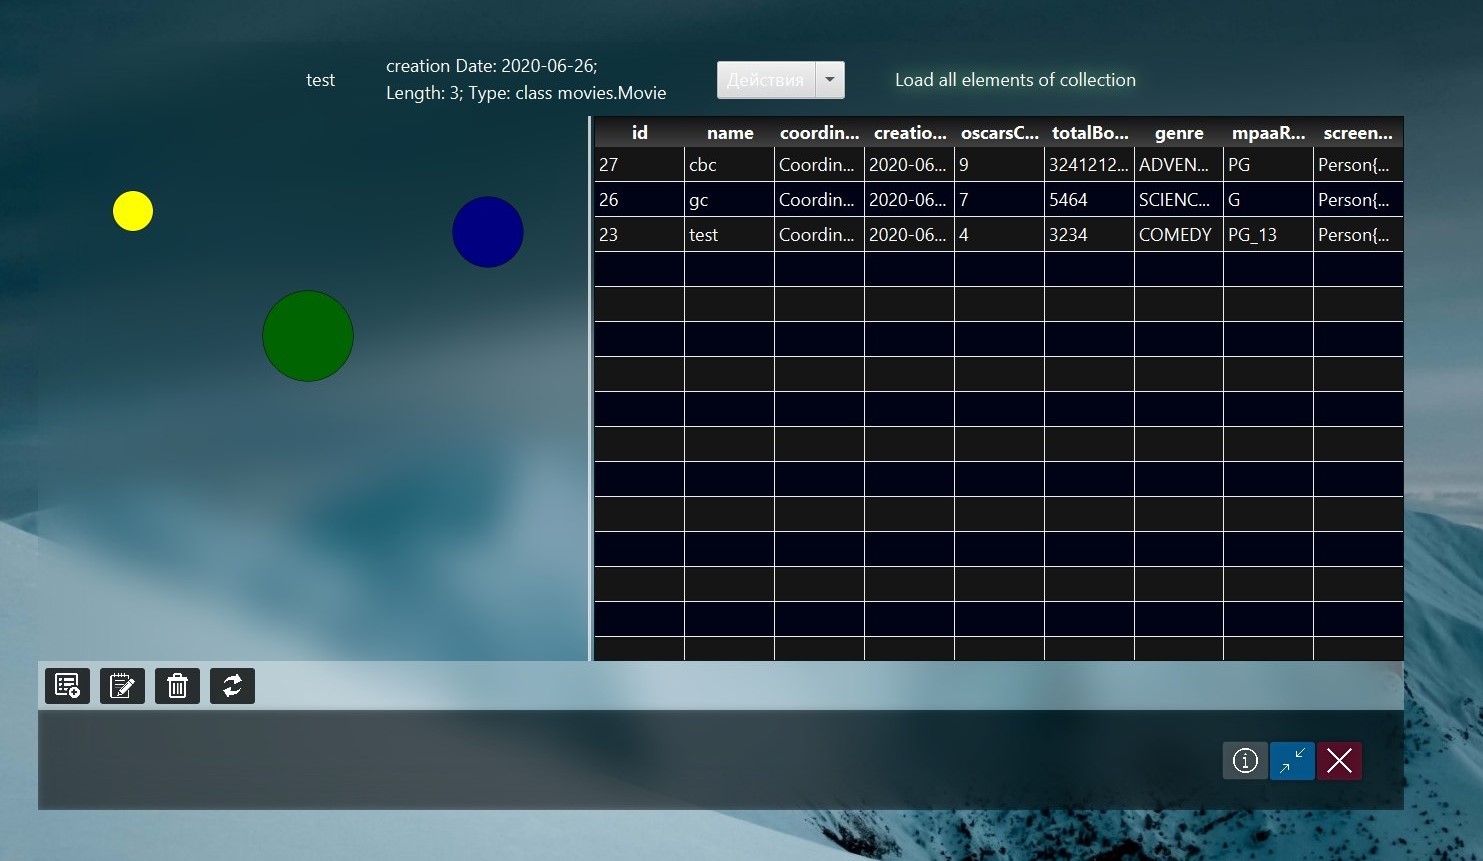 test
creation Date: 2020-06-26;
Length: 3; Type: class movies.Movie
Действия
Load all elements of collection
id name coordin... creatio... oscarsC... totalBo... genre mpaaR... screen...
27 cbc Coordin... 2020-06... 9 3241212... ADVEN... PG Person{...
26 gc Coordin... 2020-06... 7 5464 SCIENC... G Person{...
23 test Coordin... 2020-06... 4 3234 COMEDY PG_13 Person{...